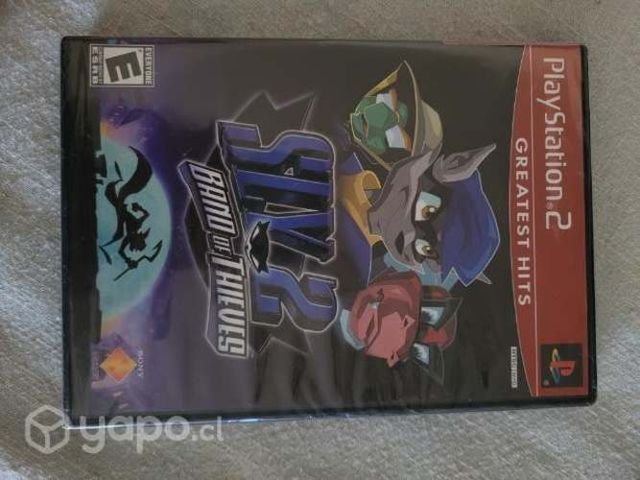 PlayStation®2
GREATEST HITS
SLY 2
BAND OF THIEVES
EVERYONE
E
ESRB
SONY
yapo.cl